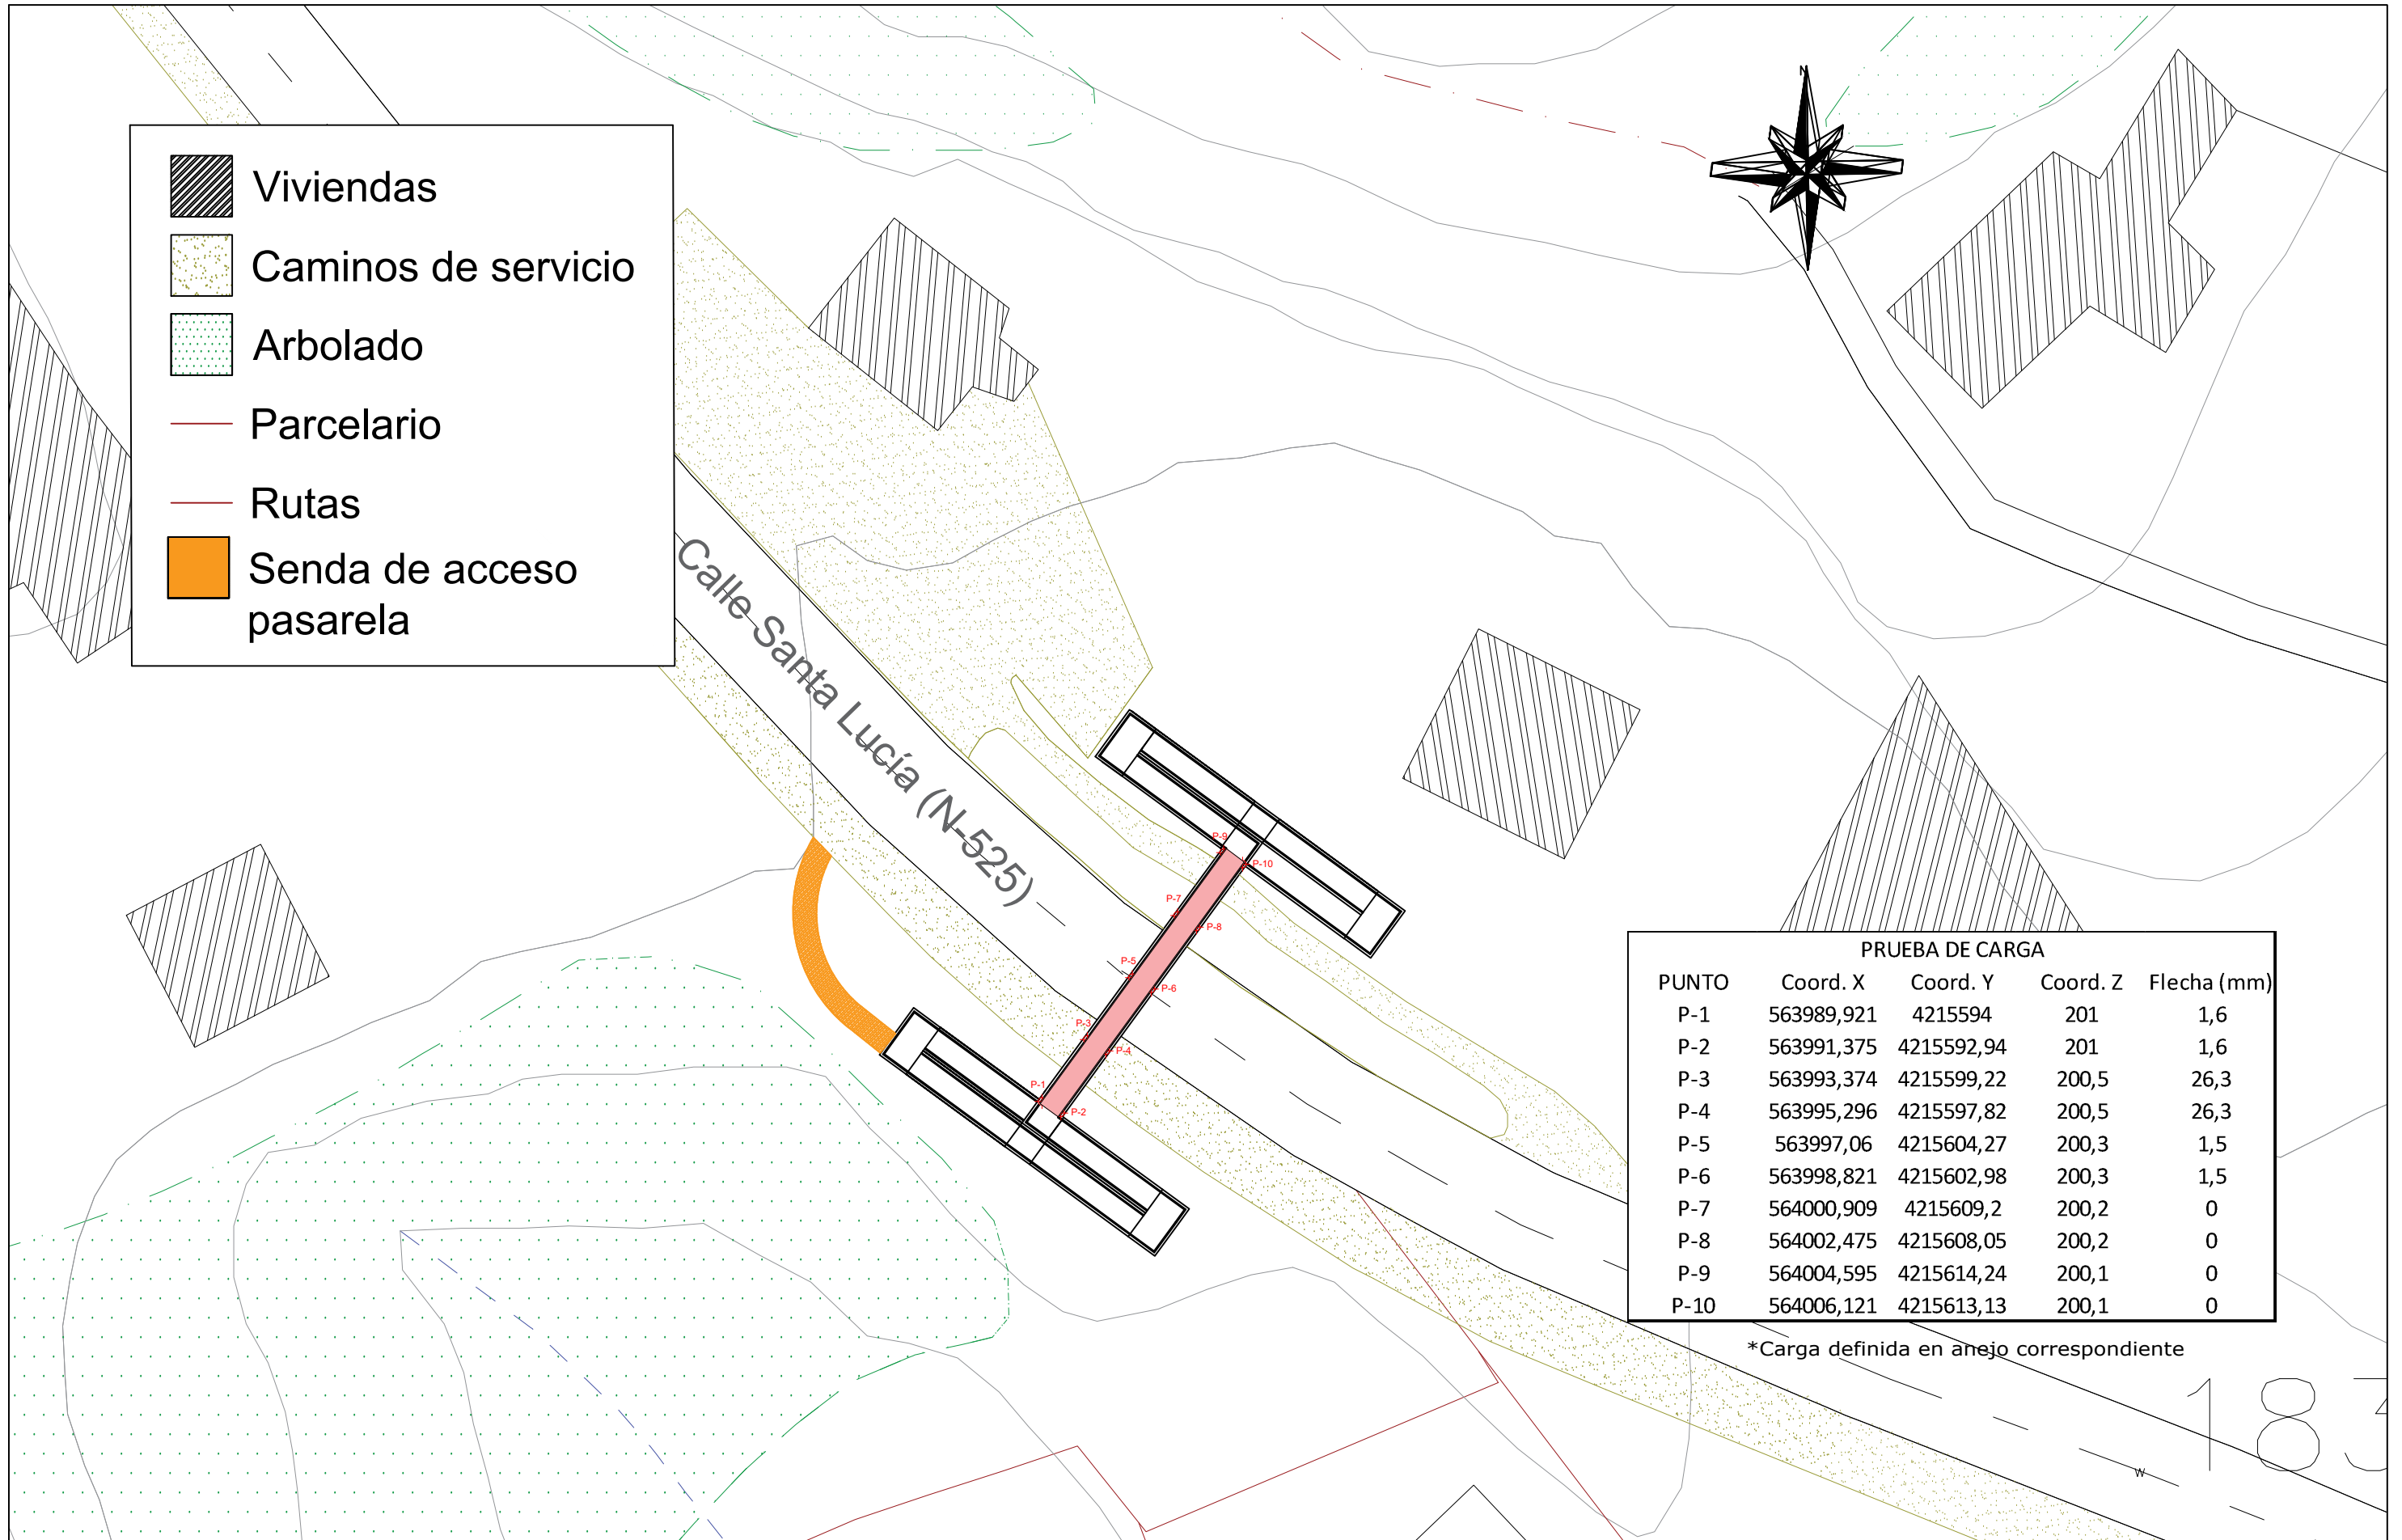 N
Viviendas
Caminos de servicio
Arbolado
Parcelario
Rutas
Senda de acceso
pasarela
Calle Santa Lucía (N-525)
P-9
P-10
P-7
P-8
P-5
P-6
P-3
P-4
P-1
P-2
PRUEBA DE CARGA
PUNTO Coord. X Coord. Y Coord. Z Flecha (mm)
P-1 563989,921 4215594 201 1,6
P-2 563991,375 4215592,94 201 1,6
P-3 563993,374 4215599,22 200,5 26,3
P-4 563995,296 4215597,82 200,5 26,3
P-5 563997,06 4215604,27 200,3 1,5
P-6 563998,821 4215602,98 200,3 1,5
P-7 564000,909 4215609,2 200,2 0
P-8 564002,475 4215608,05 200,2 0
P-9 564004,595 4215614,24 200,1 0
P-10 564006,121 4215613,13 200,1 0
*Carga definida en anejo correspondiente
183
W